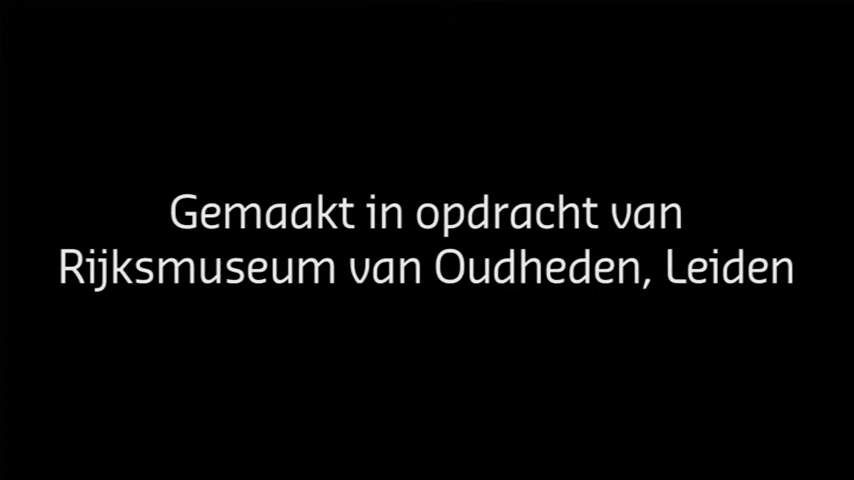 Gemaakt in opdracht van
Rijksmuseum van Oudheden, Leiden